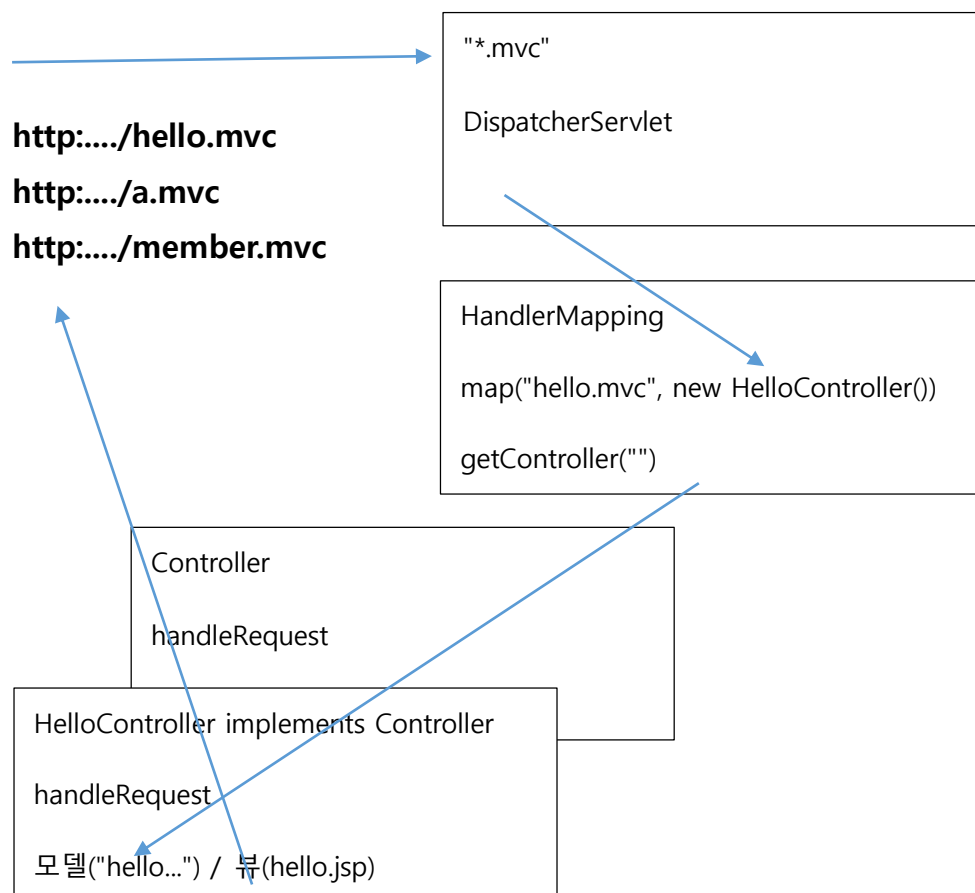 "*.mvc"
DispatcherServlet
http:..../hello.mvc
http:..../a.mvc
http:..../member.mvc
HandlerMapping
map("hello.mvc", new HelloController())
getController("")
Controller
handleRequest
HelloController implements Controller
handleRequest
모델("hello...") / 뷰(hello.jsp)